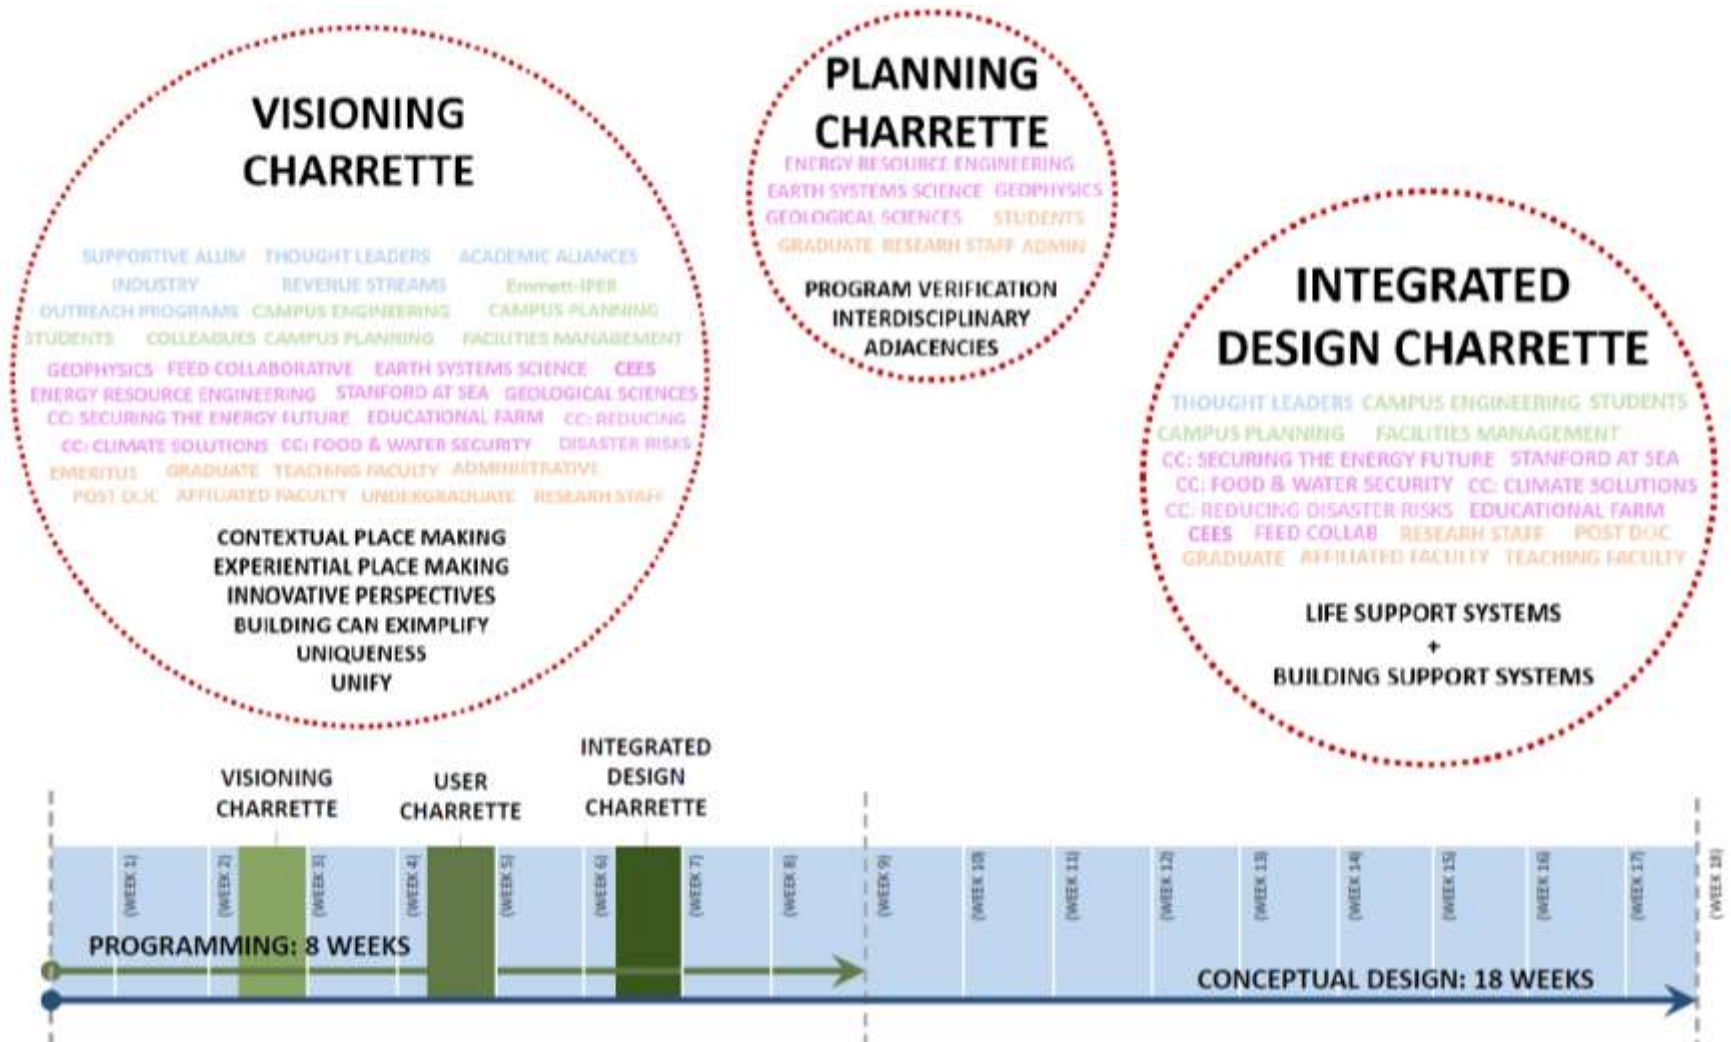 VISIONING
CHARRETTE
SUPPORTIVE ALUM THOUGHT LEADERS ACADEMIC ALIANCES
INDUSTRY REVENUE STREAMS Emmett-IPER
OUTREACH PROGRAMS CAMPUS ENGINEERING CAMPUS PLANNING
STUDENTS COLLEAGUES CAMPUS PLANNING FACILITIES MANAGEMENT
GEOPHYSICS FEED COLLABORATIVE EARTH SYSTEMS SCIENCE CEES
ENERGY RESOURCE ENGINEERING STANFORD AT SEA GEOLOGICAL SCIENCES
CC: SECURING THE ENERGY FUTURE EDUCATIONAL FARM CC: REDUCING
CC: CLIMATE SOLUTIONS CC: FOOD & WATER SECURITY DISASTER RISKS
EMERITUS GRADUATE TEACHING FACULTY ADMINISTRATIVE
POST DOC AFFILIATED FACULTY UNDERGRADUATE RESEARH STAFF
CONTEXTUAL PLACE MAKING
EXPERIENTIAL PLACE MAKING
INNOVATIVE PERSPECTIVES
BUILDING CAN EXIMPLIFY
UNIQUENESS
UNIFY
PLANNING
CHARRETTE
ENERGY RESOURCE ENGINEERING
EARTH SYSTEMS SCIENCE GEOPHYSICS
GEOLOGICAL SCIENCES STUDENTS
GRADUATE RESEARH STAFF ADMIN
PROGRAM VERIFICATION
INTERDISCIPLINARY
ADJACENCIES
INTEGRATED
DESIGN CHARRETTE
THOUGHT LEADERS CAMPUS ENGINEERING STUDENTS
CAMPUS PLANNING FACILITIES MANAGEMENT
CC: SECURING THE ENERGY FUTURE STANFORD AT SEA
CC: FOOD & WATER SECURITY CC: CLIMATE SOLUTIONS
CC: REDUCING DISASTER RISKS EDUCATIONAL FARM
CEES FEED COLLAB RESEARH STAFF POST DOC
GRADUATE AFFILIATED FACULTY TEACHING FACULTY
LIFE SUPPORT SYSTEMS
+
BUILDING SUPPORT SYSTEMS
VISIONING
CHARRETTE
USER
CHARRETTE
INTEGRATED
DESIGN
CHARRETTE
(WEEK 1)
(WEEK 2)
(WEEK 3)
(WEEK 4)
(WEEK 5)
(WEEK 6)
(WEEK 7)
(WEEK 8)
(WEEK 9)
(WEEK 10)
(WEEK 11)
(WEEK 12)
(WEEK 13)
(WEEK 14)
(WEEK 15)
(WEEK 16)
(WEEK 17)
(WEEK 18)
PROGRAMMING: 8 WEEKS
CONCEPTUAL DESIGN: 18 WEEKS